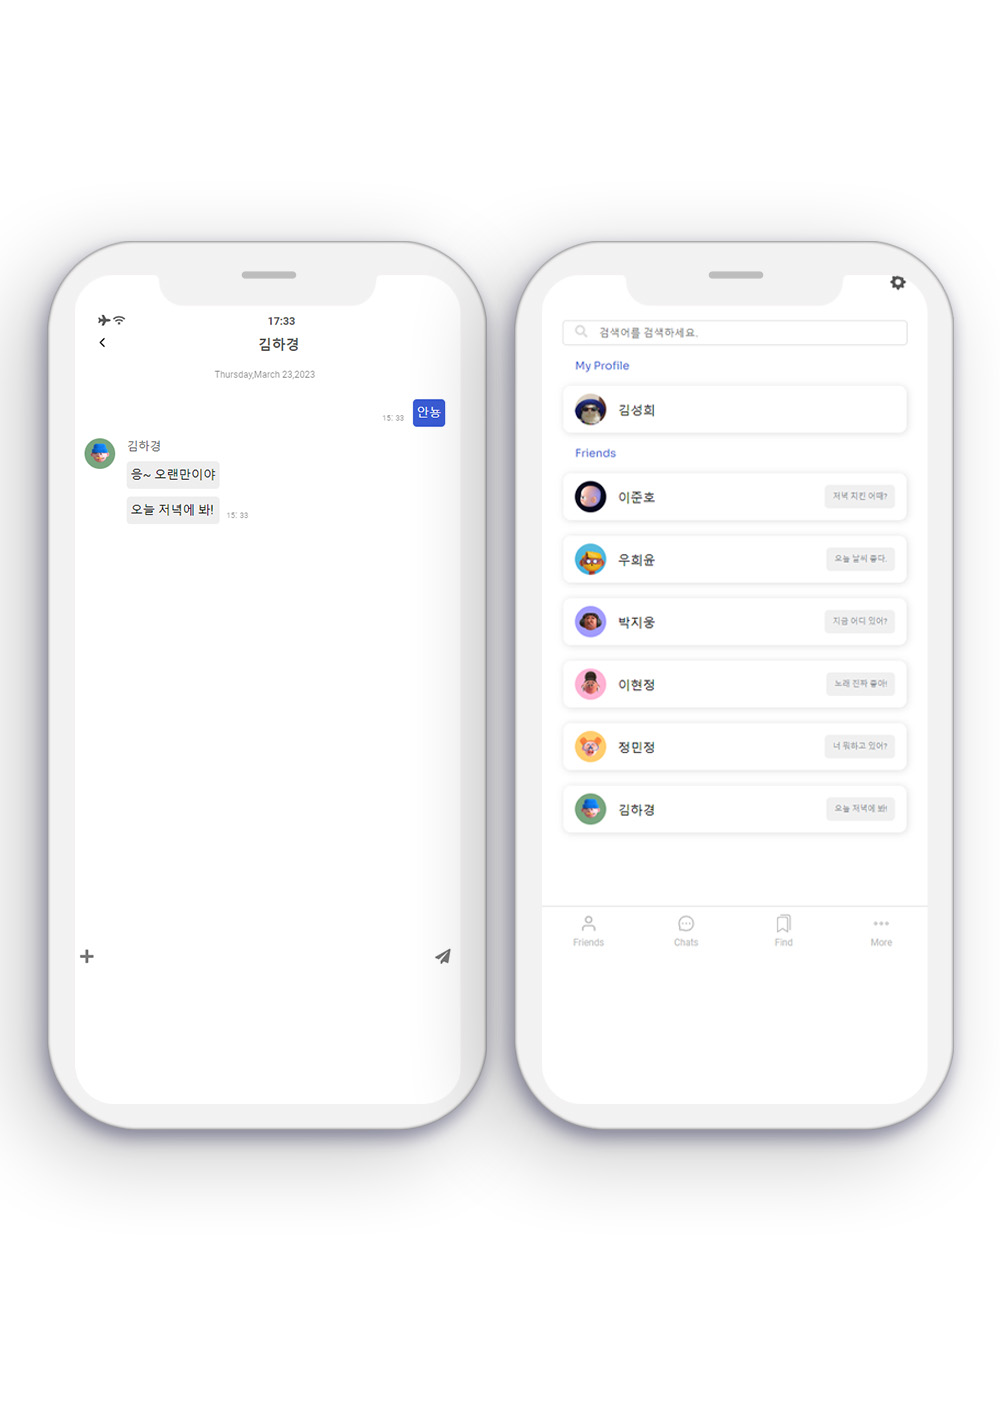 17:33
김하경
Thursday,March 23,2023
15: 33 안뇽
김하경
응~ 오랜만이야
오늘 저녁에 봐! 15: 33
검색어를 검색하세요.
My Profile
김성희
Friends
이준호 저녁 치킨 어때?
우희윤 오늘 날씨 좋다.
박지웅 지금 어디 있어?
이현정 노래 진짜 좋아!
정민정 너 뭐하고 있어?
김하경 오늘 저녁에 봐!
Friends Chats Find More